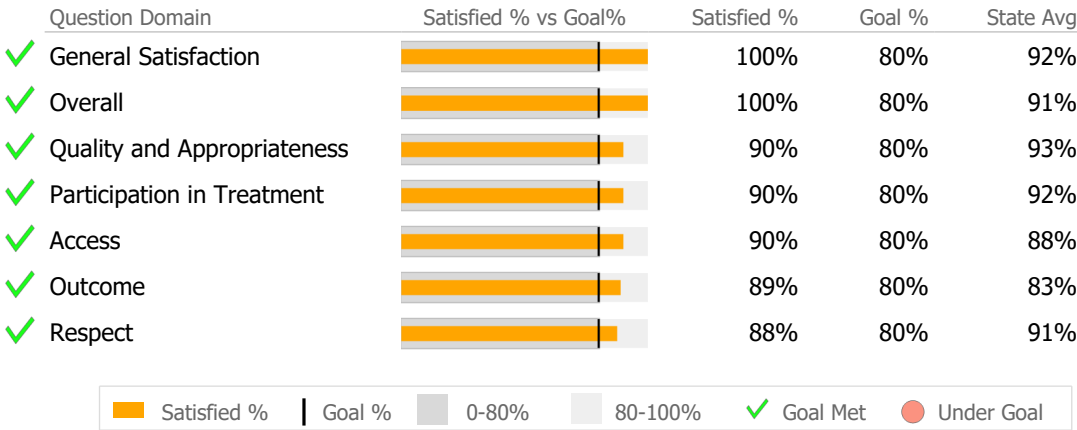 Question Domain Satisfied % vs Goal% Satisfied % Goal % State Avg
General Satisfaction 100% 80% 92%
Overall 100% 80% 91%
Quality and Appropriateness 90% 80% 93%
Participation in Treatment 90% 80% 92%
Access 90% 80% 88%
Outcome 89% 80% 83%
Respect 88% 80% 91%
Satisfied % Goal % 0-80% 80-100% Goal Met Under Goal